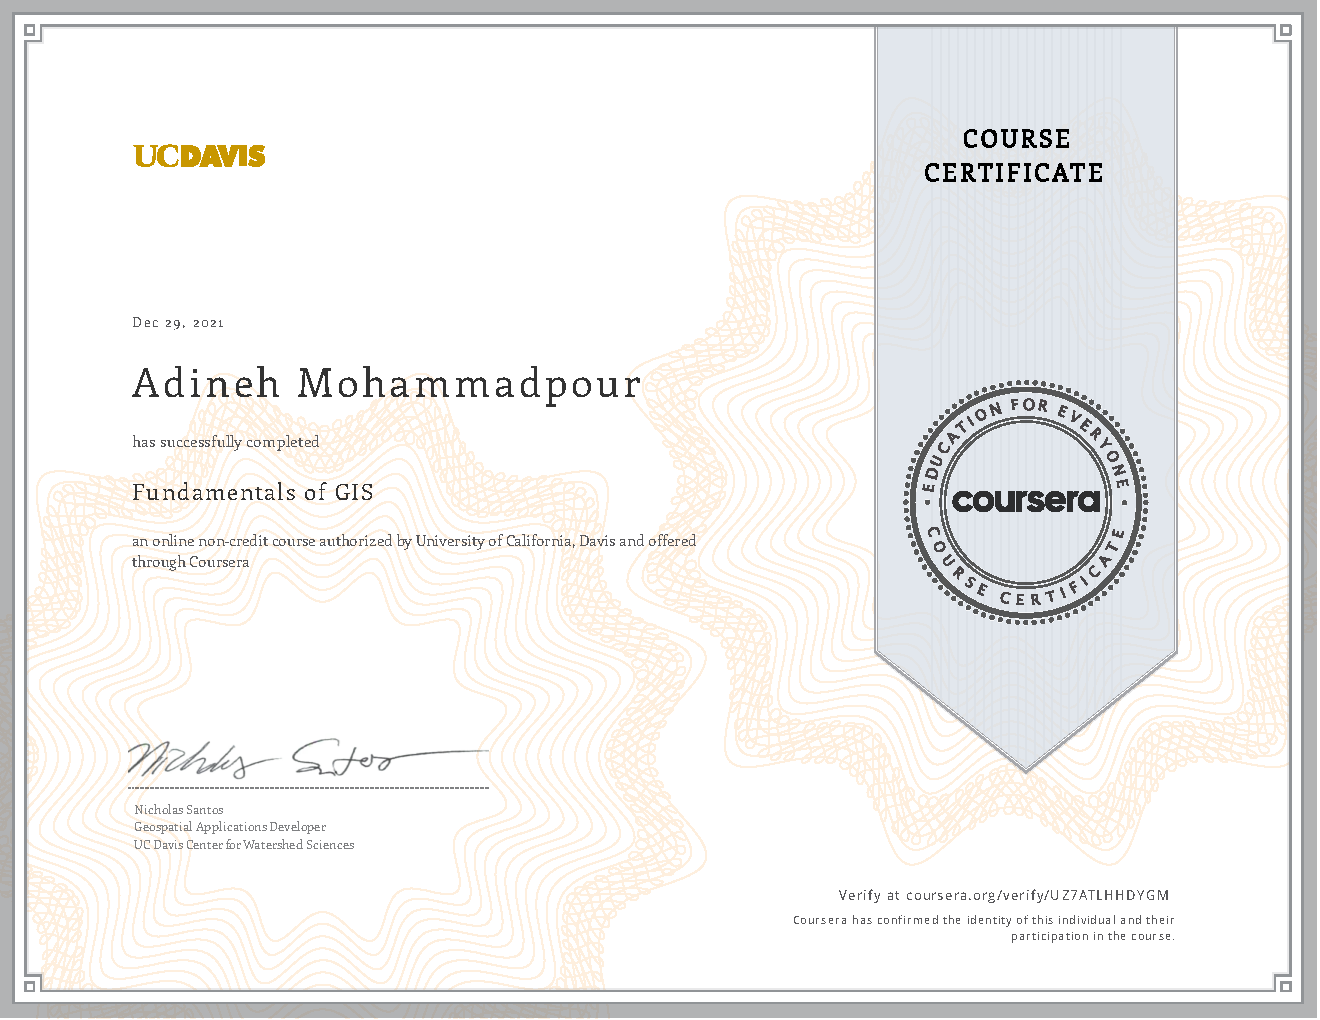 UCDAVIS
COURSE
CERTIFICATE
Dec 29, 2021
Adineh Mohammadpour
has successfully completed
Fundamentals of GIS
an online non-credit course authorized by University of California, Davis and offered
through Coursera
EDUCATION FOR EVERYONE
coursera
COURSE CERTIFICATE
Nicholas Santos
Nicholas Santos
Geospatial Applications Developer
UC Davis Center for Watershed Sciences
Verify at coursera.org/verify/UZ7ATLHHDYGM
Coursera has confirmed the identity of this individual and their
participation in the course.